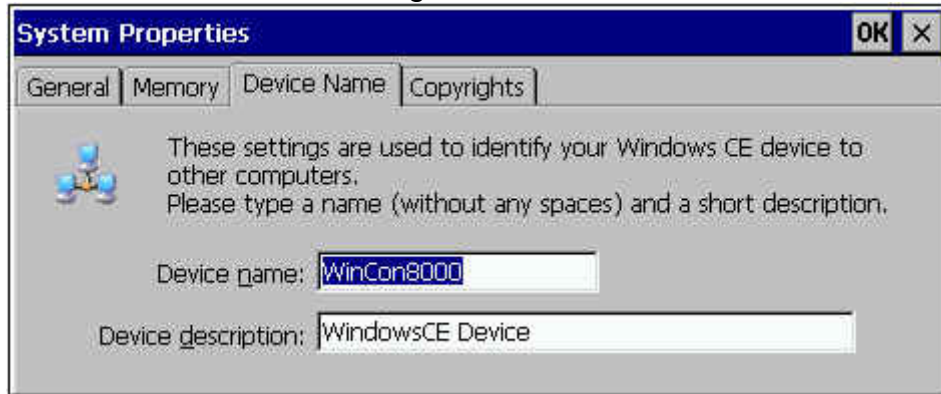 System Properties OK ×
General Memory Device Name Copyrights
These settings are used to identify your Windows CE device to
other computers.
Please type a name (without any spaces) and a short description.
Device name: WinCon8000
Device description: WindowsCE Device